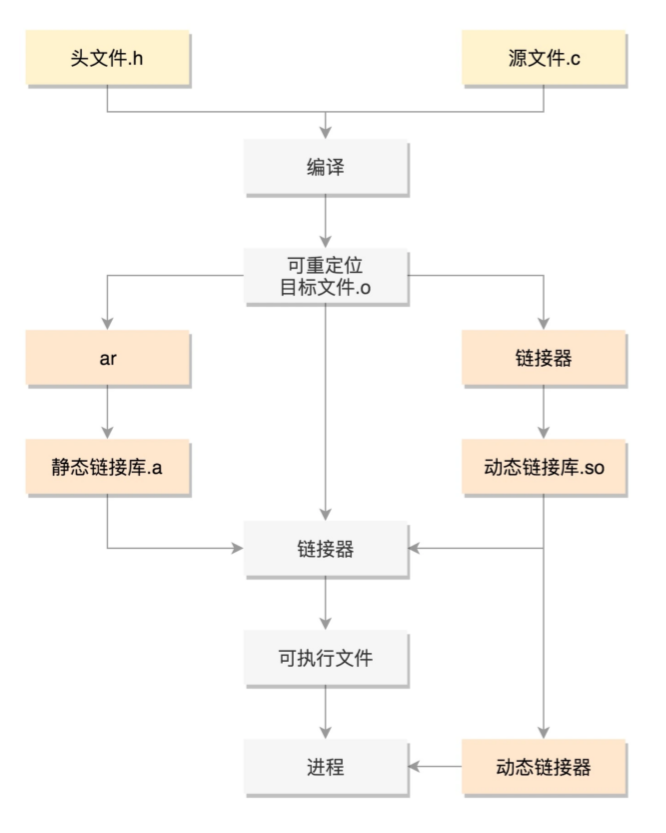 头文件.h
源文件.c
编译
可重定位
目标文件.o
ar
链接器
静态链接库.a
动态链接库.so
链接器
可执行文件
进程
动态链接器